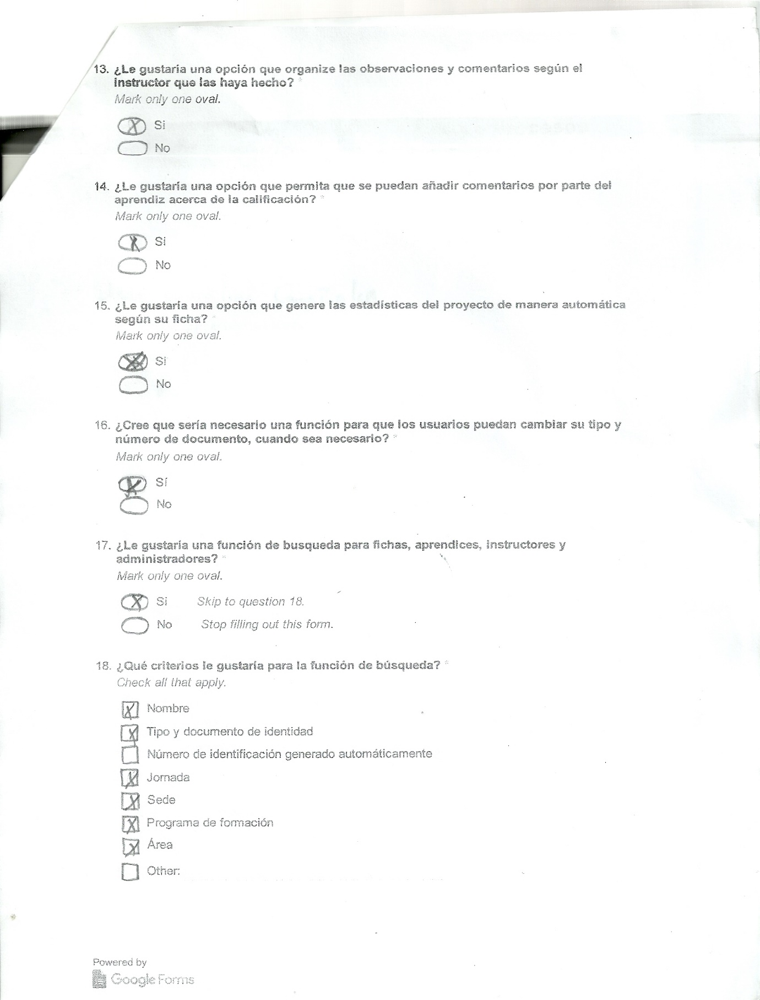 13. ¿Le gustaría una opción que organize las observaciones y comentarios según el
instructor que las haya hecho? *
Mark only one oval.
X Si
No
14. ¿Le gustaría una opción que permita que se puedan añadir comentarios por parte del
aprendiz acerca de la calificación? *
Mark only one oval.
X Si
No
15. ¿Le gustaría una opción que genere las estadísticas del proyecto de manera automática
según su ficha? *
Mark only one oval.
X Si
No
16. ¿Cree que sería necesario una función para que los usuarios puedan cambiar su tipo y
número de documento, cuando sea necesario? *
Mark only one oval.
X Sí
No
17. ¿Le gustaría una función de busqueda para fichas, aprendices, instructores y
administradores? *
Mark only one oval.
X Si Skip to question 18.
No Stop filling out this form.
18. ¿Qué criterios le gustaría para la función de búsqueda? *
Check all that apply.
X Nombre
X Tipo y documento de identidad
Número de identificación generado automáticamente
X Jornada
X Sede
X Programa de formación
X Área
Other:
Powered by
Google Forms